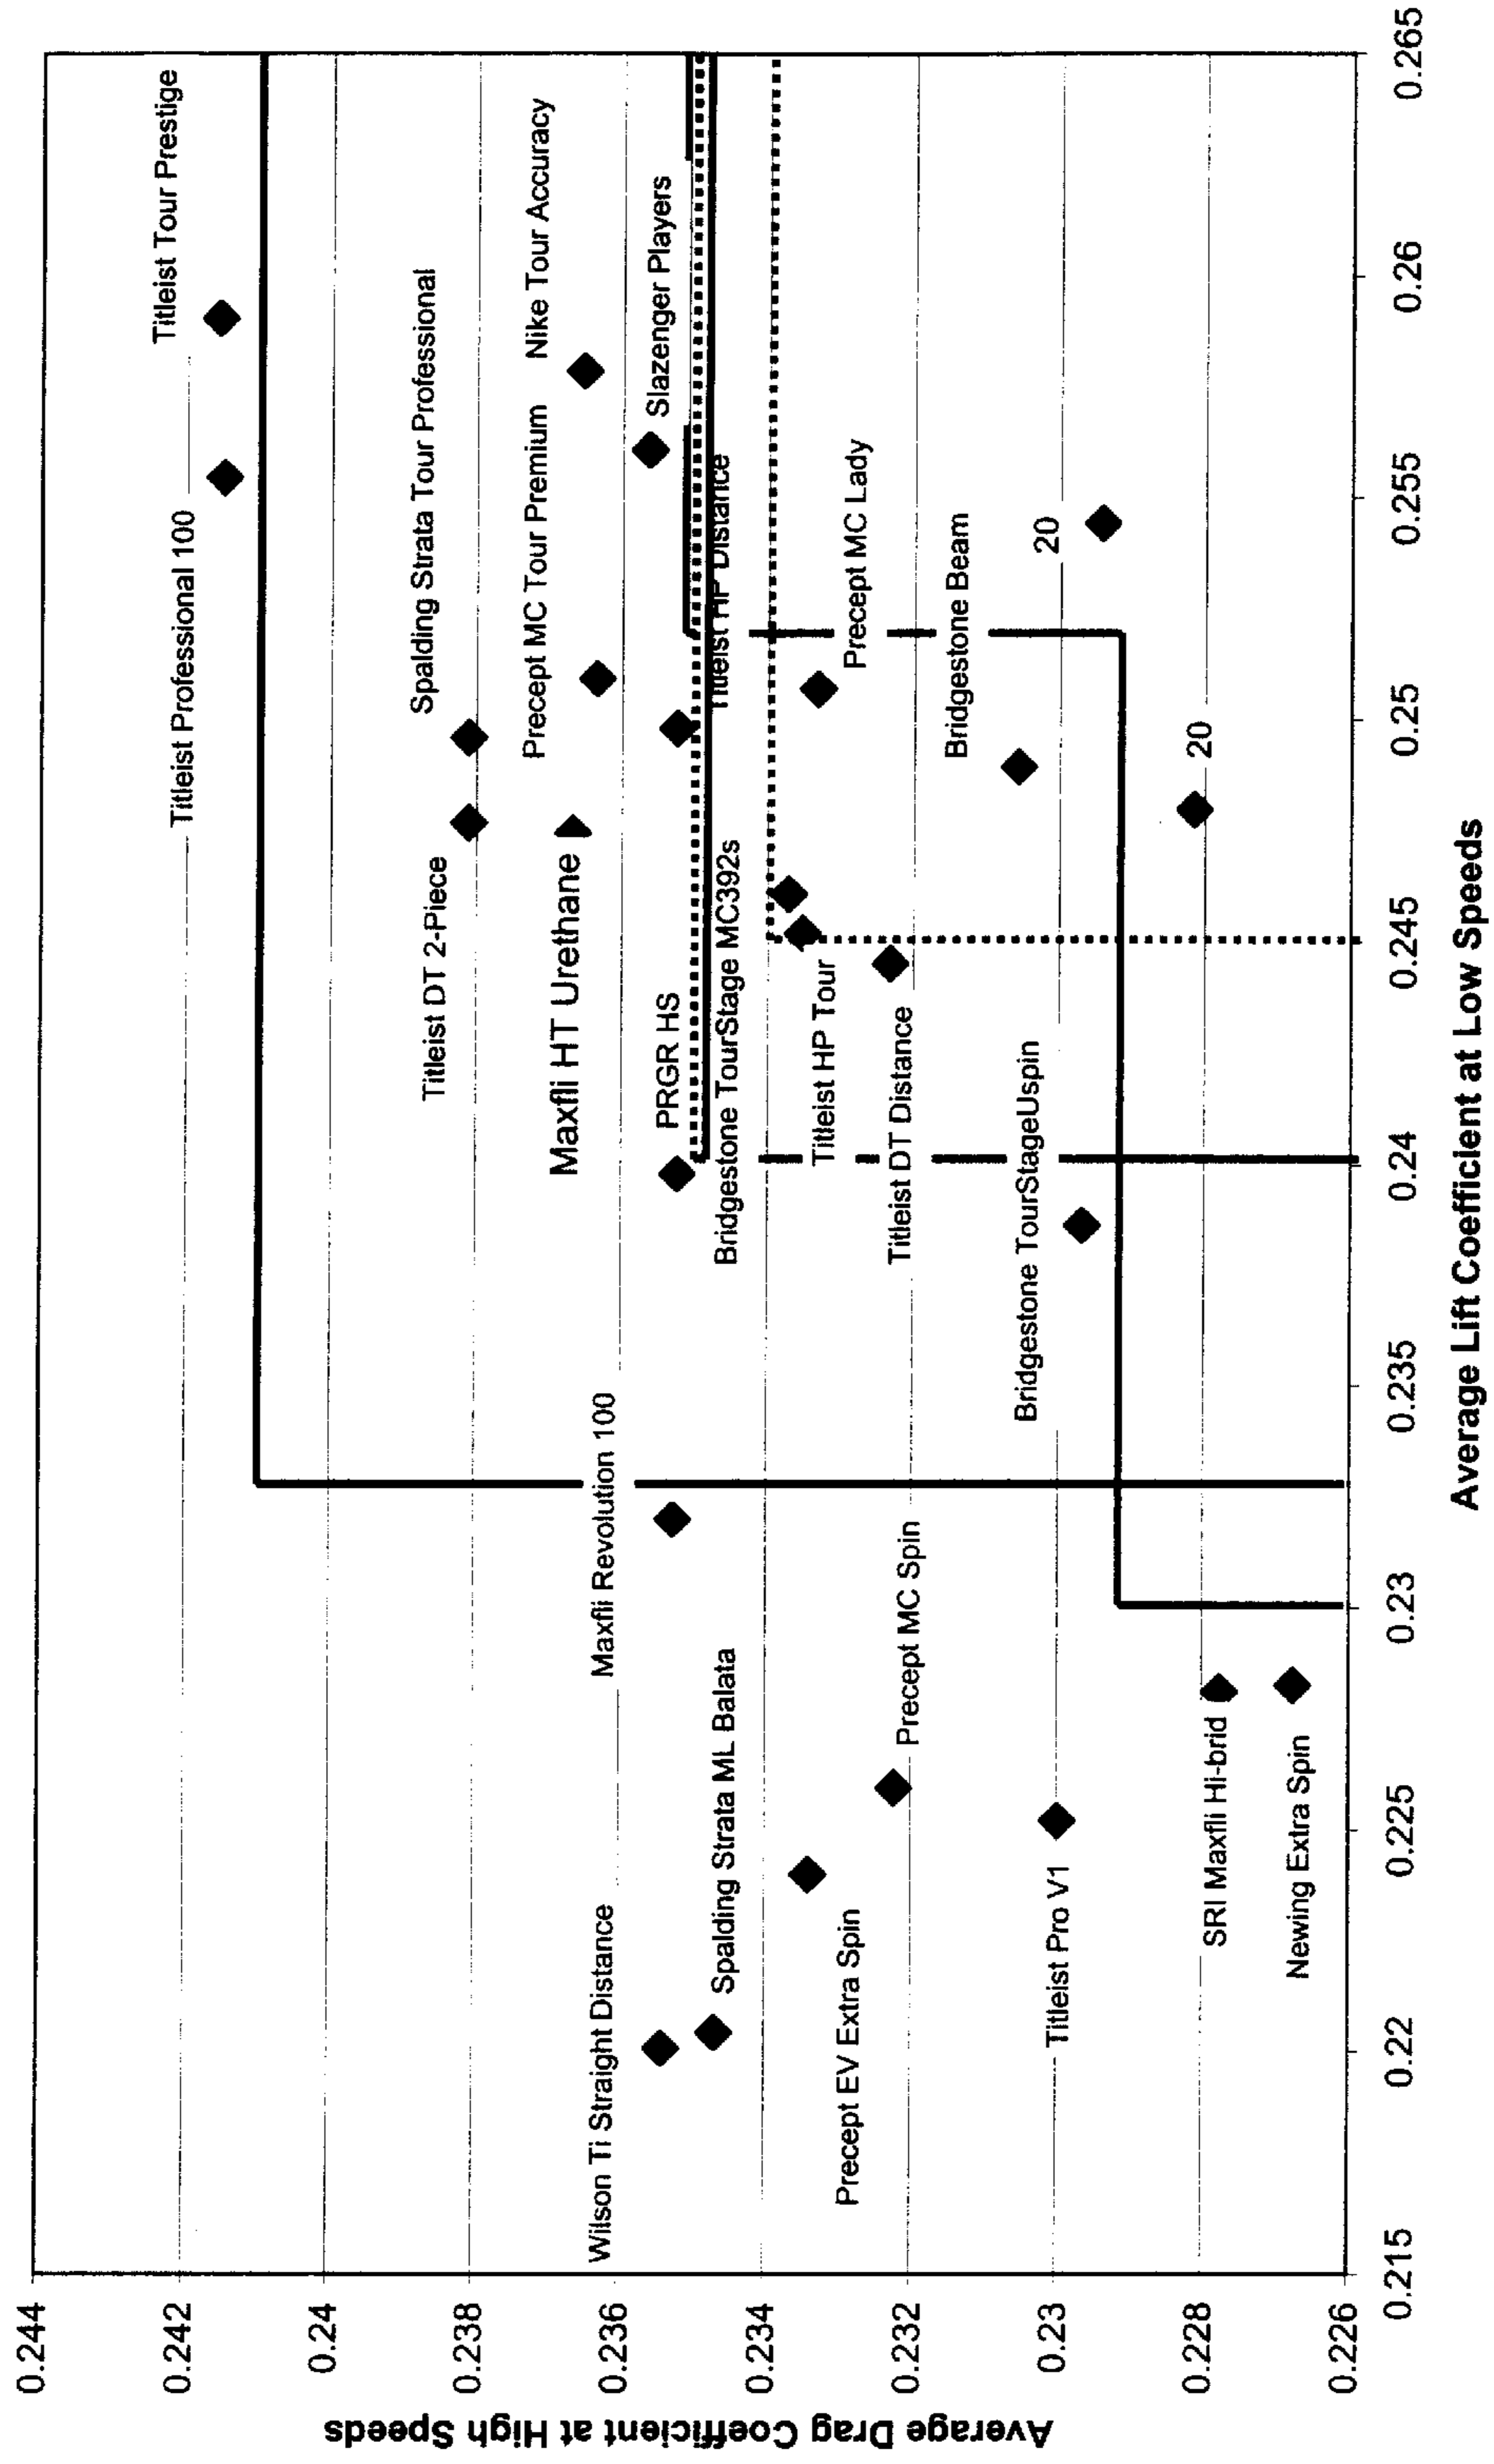 0.244
0.242
0.24
0.238
0.236
0.234
0.232
0.23
0.228
0.226
Average Drag Coefficient at High Speeds
0.215
0.22
0.225
0.23
0.235
0.24
0.245
0.25
0.255
0.26
0.265
Average Lift Coefficient at Low Speeds
Titleist Tour Prestige
Titleist Professional 100
Spalding Strata Tour Professional
Titleist DT 2-Piece
Nike Tour Accuracy
Precept MC Tour Premium
Maxfli HT Urethane
Slazenger Players
PRGR HS
Titleist HP Distance
Bridgestone TourStage MC392s
Maxfli Revolution 100
Wilson Ti Straight Distance
Spalding Strata ML Balata
Precept MC Lady
Titleist HP Tour
Precept EV Extra Spin
Titleist DT Distance
Precept MC Spin
Bridgestone Beam
Bridgestone TourStageUspin
Titleist Pro V1
20
20
SRI Maxfli Hi-brid
Newing Extra Spin